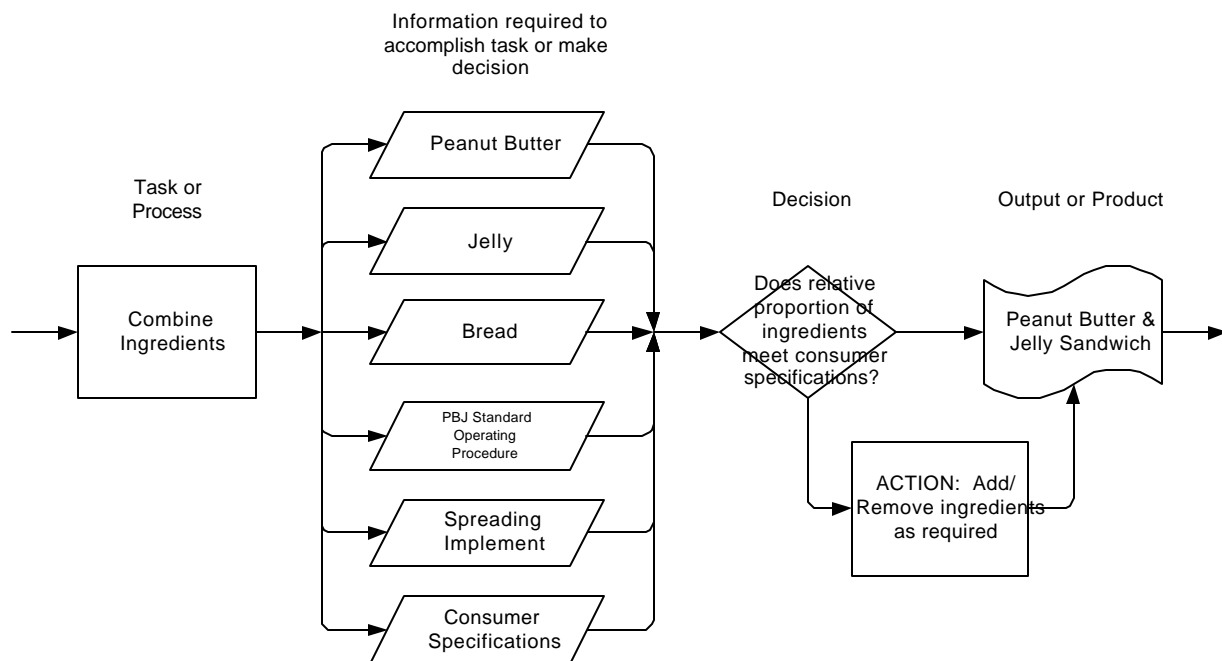 Information required to
accomplish task or make
decision
Peanut Butter
Task or
Process
Decision
Output or Product
Jelly
Combine
Ingredients
Bread
Does relative
proportion of
ingredients
meet consumer
specifications?
Peanut Butter &
Jelly Sandwich
PBJ Standard
Operating
Procedure
ACTION:  Add/
Remove ingredients
as required
Spreading
Implement
Consumer
Specifications